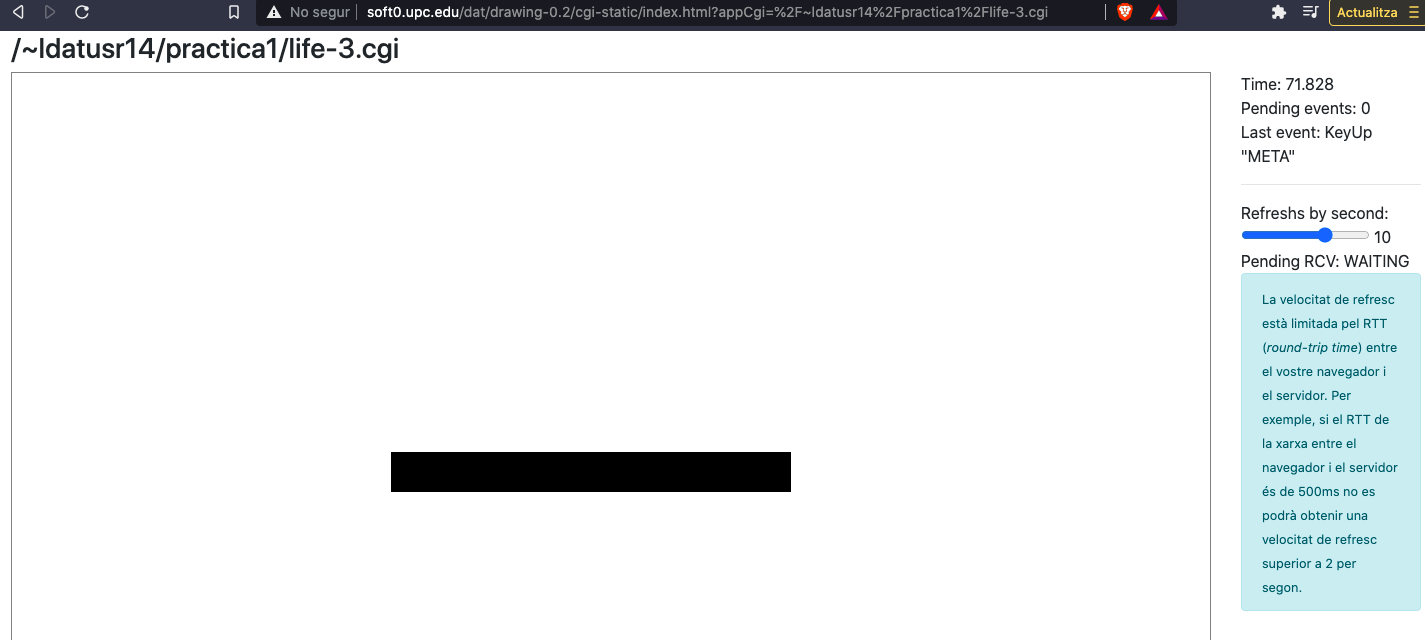 No segur
soft0.upc.edu/dat/drawing-0.2/cgi-static/index.html?appCgi=%2F~ldatusr14%2Fpractica1%2Flife-3.cgi
Actualitza
/~ldatusr14/practica1/life-3.cgi
Time: 71.828
Pending events: 0
Last event: KeyUp
"META"
Refreshs by second:
10
Pending RCV: WAITING
La velocitat de refresc
està limitada pel RTT
(round-trip time) entre
el vostre navegador i
el servidor. Per
exemple, si el RTT de
la xarxa entre el
navegador i el servidor
és de 500ms no es
podrà obtenir una
velocitat de refresc
superior a 2 per
segon.